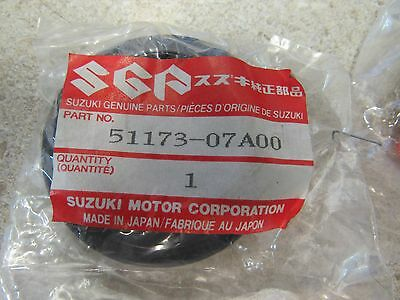 SGP スズキ純正部品
SUZUKI GENUINE PARTS/PIÈCES D'ORIGINE DE SUZUKI
PART NO.
51173-07A00
QUANTITY
(QUANTITÉ)
1
SUZUKI MOTOR CORPORATION
MADE IN JAPAN/FABRIQUE AU JAPON